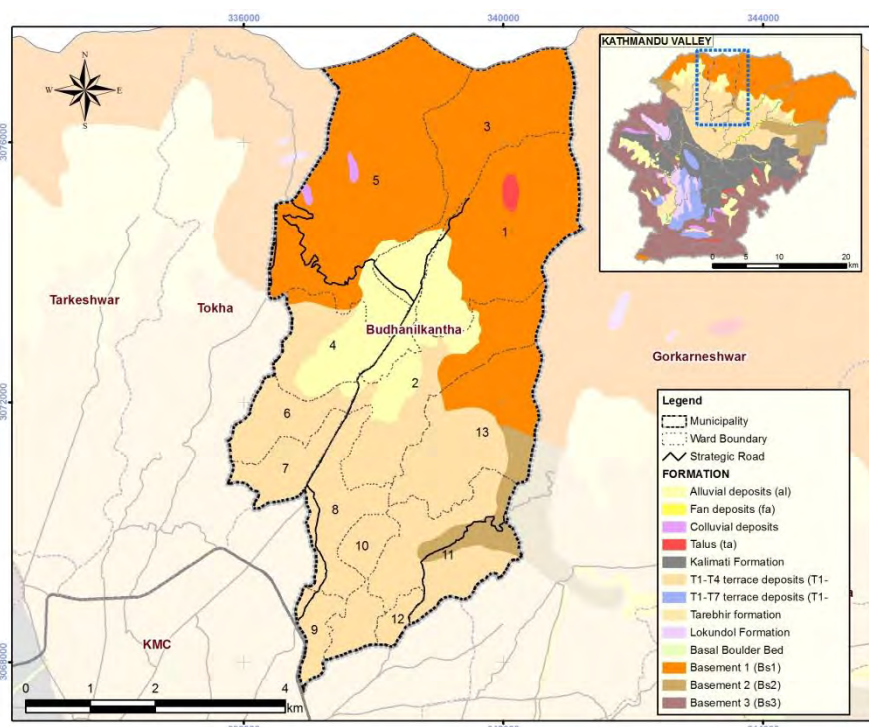 336000
340000
344000
KATHMANDU VALLEY
0
10
20
km
N
W
E
S
3076000
3
5
1
Tarkeshwar
Tokha
Budhanilkantha
Gorkarneshwar
4
2
3072000
6
13
7
8
10
11
9
12
KMC
3068000
Legend
Municipality
Ward Boundary
Strategic Road
FORMATION
Alluvial deposits (al)
Fan deposits (fa)
Colluvial deposits
Talus (ta)
Kalimati Formation
T1-T4 terrace deposits (T1-
T1-T7 terrace deposits (T1-
Tarebhir formation
Lokundol Formation
Basal Boulder Bed
Basement 1 (Bs1)
Basement 2 (Bs2)
Basement 3 (Bs3)
0
1
2
4
km